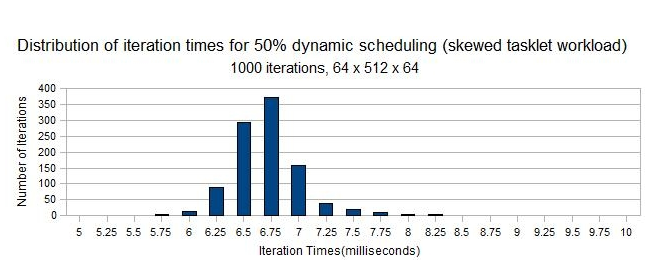 Distribution of iteration times for 50% dynamic scheduling (skewed tasklet workload)
1000 iterations, 64 x 512 x 64
Number of Iterations
400
350
300
250
200
150
100
50
0
5 5.25 5.5 5.75 6 6.25 6.5 6.75 7 7.25 7.5 7.75 8 8.25 8.5 8.75 9 9.25 9.5 9.75 10
Iteration Times(milliseconds)